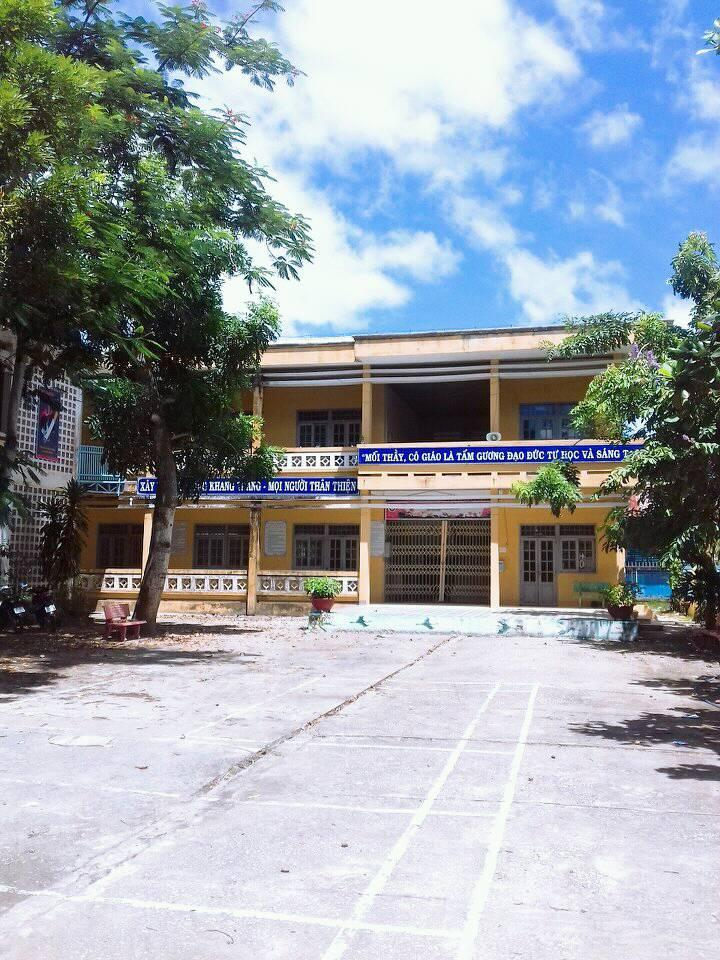 "MỖI THẦY, CÔ GIÁO LÀ TẤM GƯƠNG ĐẠO ĐỨC TỰ HỌC VÀ SÁNG
XÂY KHANG TRANG - MỌI NGƯỜI THÂN THIỆN